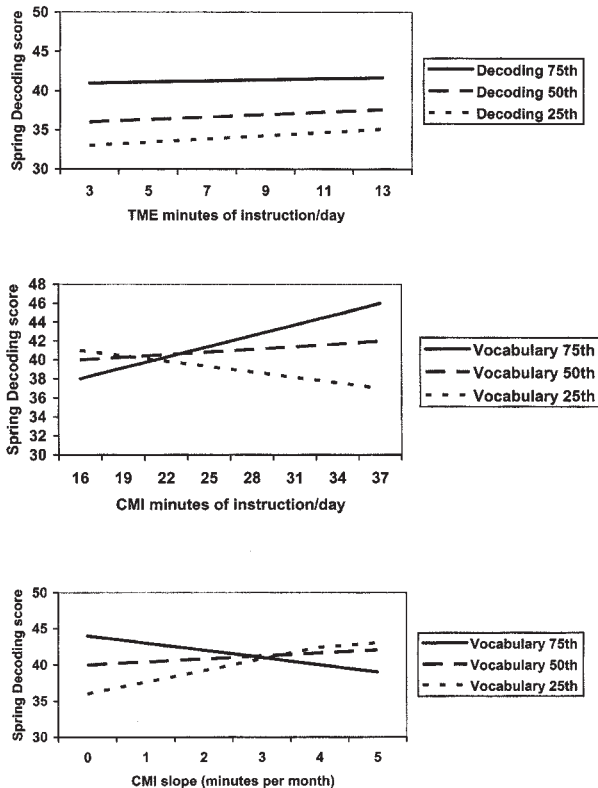 50
45
40
35
30
Spring Decoding score
3 5 7 9 11 13
TME minutes of instruction/day
Decoding 75th
Decoding 50th
Decoding 25th
48
46
44
42
40
38
36
34
32
30
Spring Decoding score
16 19 22 25 28 31 34 37
CMI minutes of instruction/day
Vocabulary 75th
Vocabulary 50th
Vocabulary 25th
50
45
40
35
30
Spring Decoding score
0 1 2 3 4 5
CMI slope (minutes per month)
Vocabulary 75th
Vocabulary 50th
Vocabulary 25th